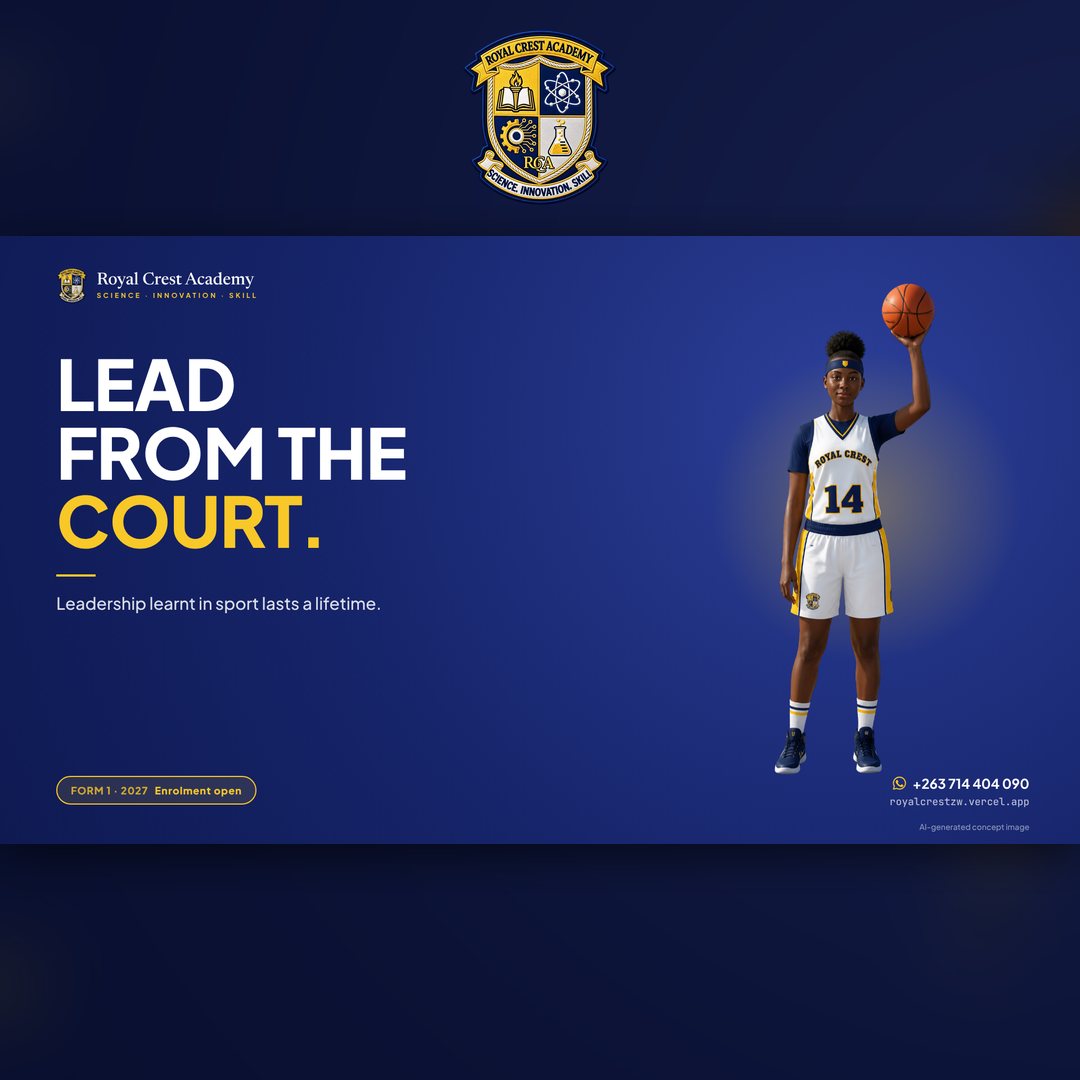 ROYAL CREST ACADEMY
RCA
SCIENCE. INNOVATION. SKILL
Royal Crest Academy
SCIENCE · INNOVATION · SKILL
LEAD
FROM THE
COURT.
Leadership learnt in sport lasts a lifetime.
ROYAL CREST
14
FORM 1 · 2027 Enrolment open
+263 714 404 090
royalcrestzw.vercel.app
AI-generated concept image